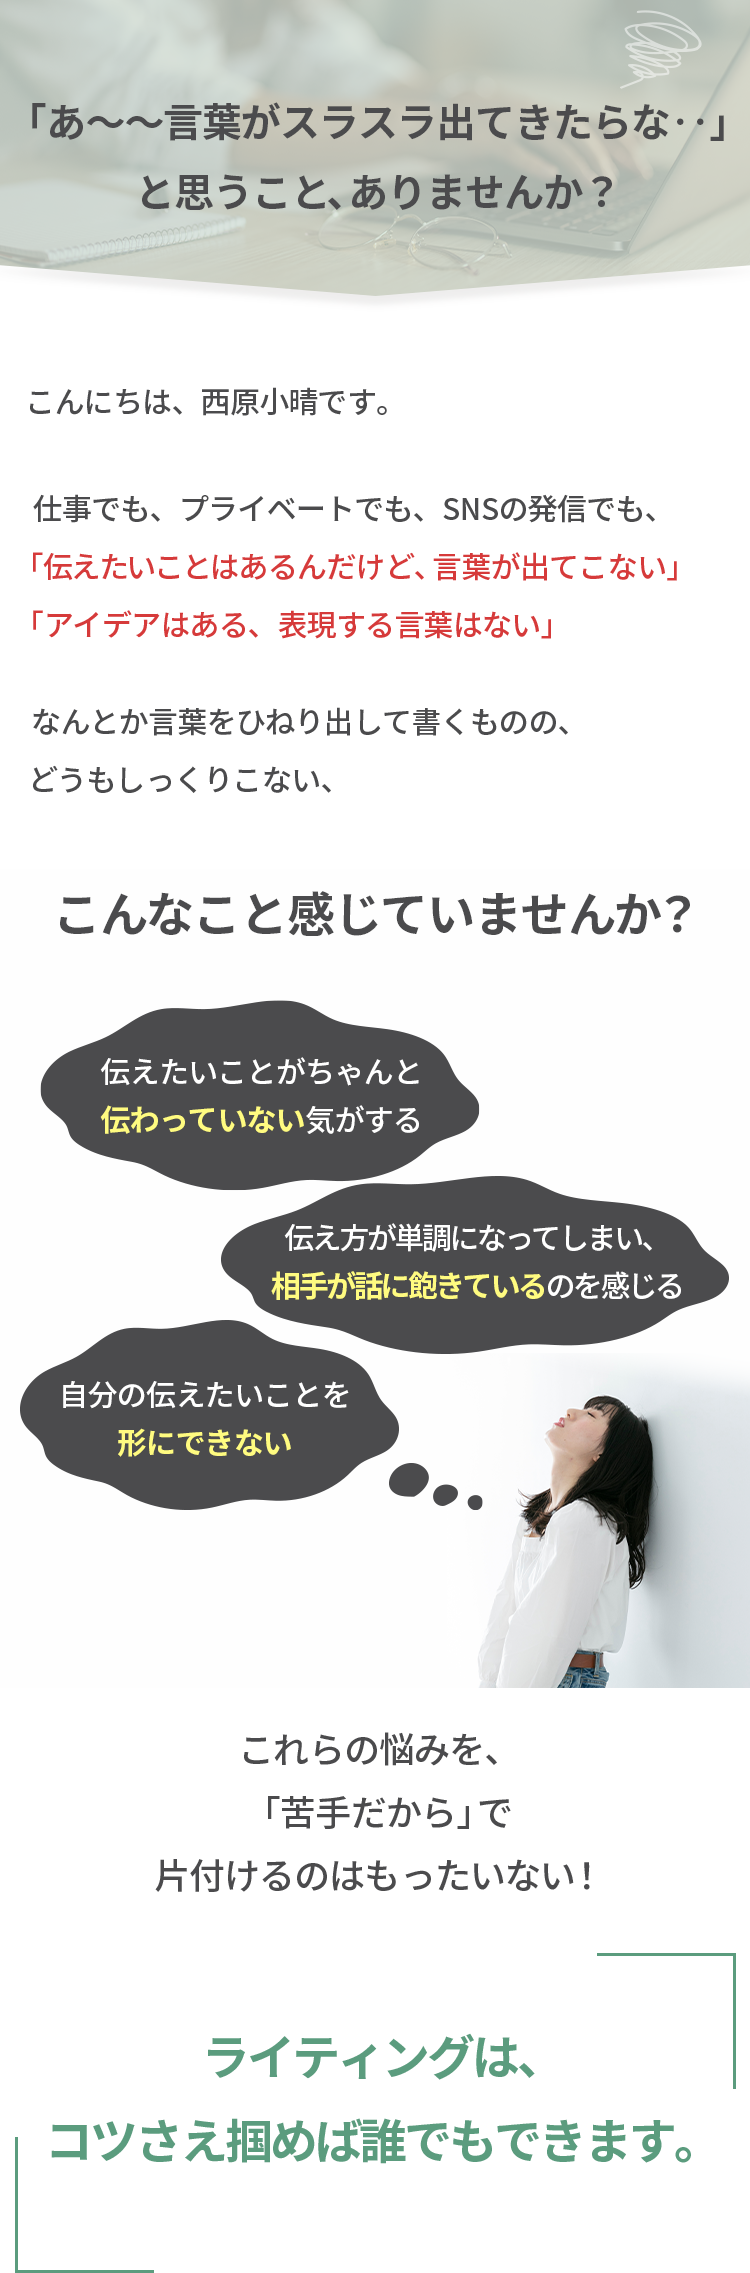 「あ〜〜言葉がスラスラ出てきたらな‥」
と思うこと、ありませんか？
こんにちは、西原小晴です。
仕事でも、プライベートでも、SNSの発信でも、
「伝えたいことはあるんだけど、言葉が出てこない」
「アイデアはある、表現する言葉はない」
なんとか言葉をひねり出して書くものの、
どうもしっくりこない、
こんなこと感じていませんか？
伝えたいことがちゃんと
伝わっていない気がする
伝え方が単調になってしまい、
相手が話に飽きているのを感じる
自分の伝えたいことを
形にできない
これらの悩みを、
「苦手だから」で
片付けるのはもったいない！
ライティングは、
コツさえ掴めば誰でもできます。